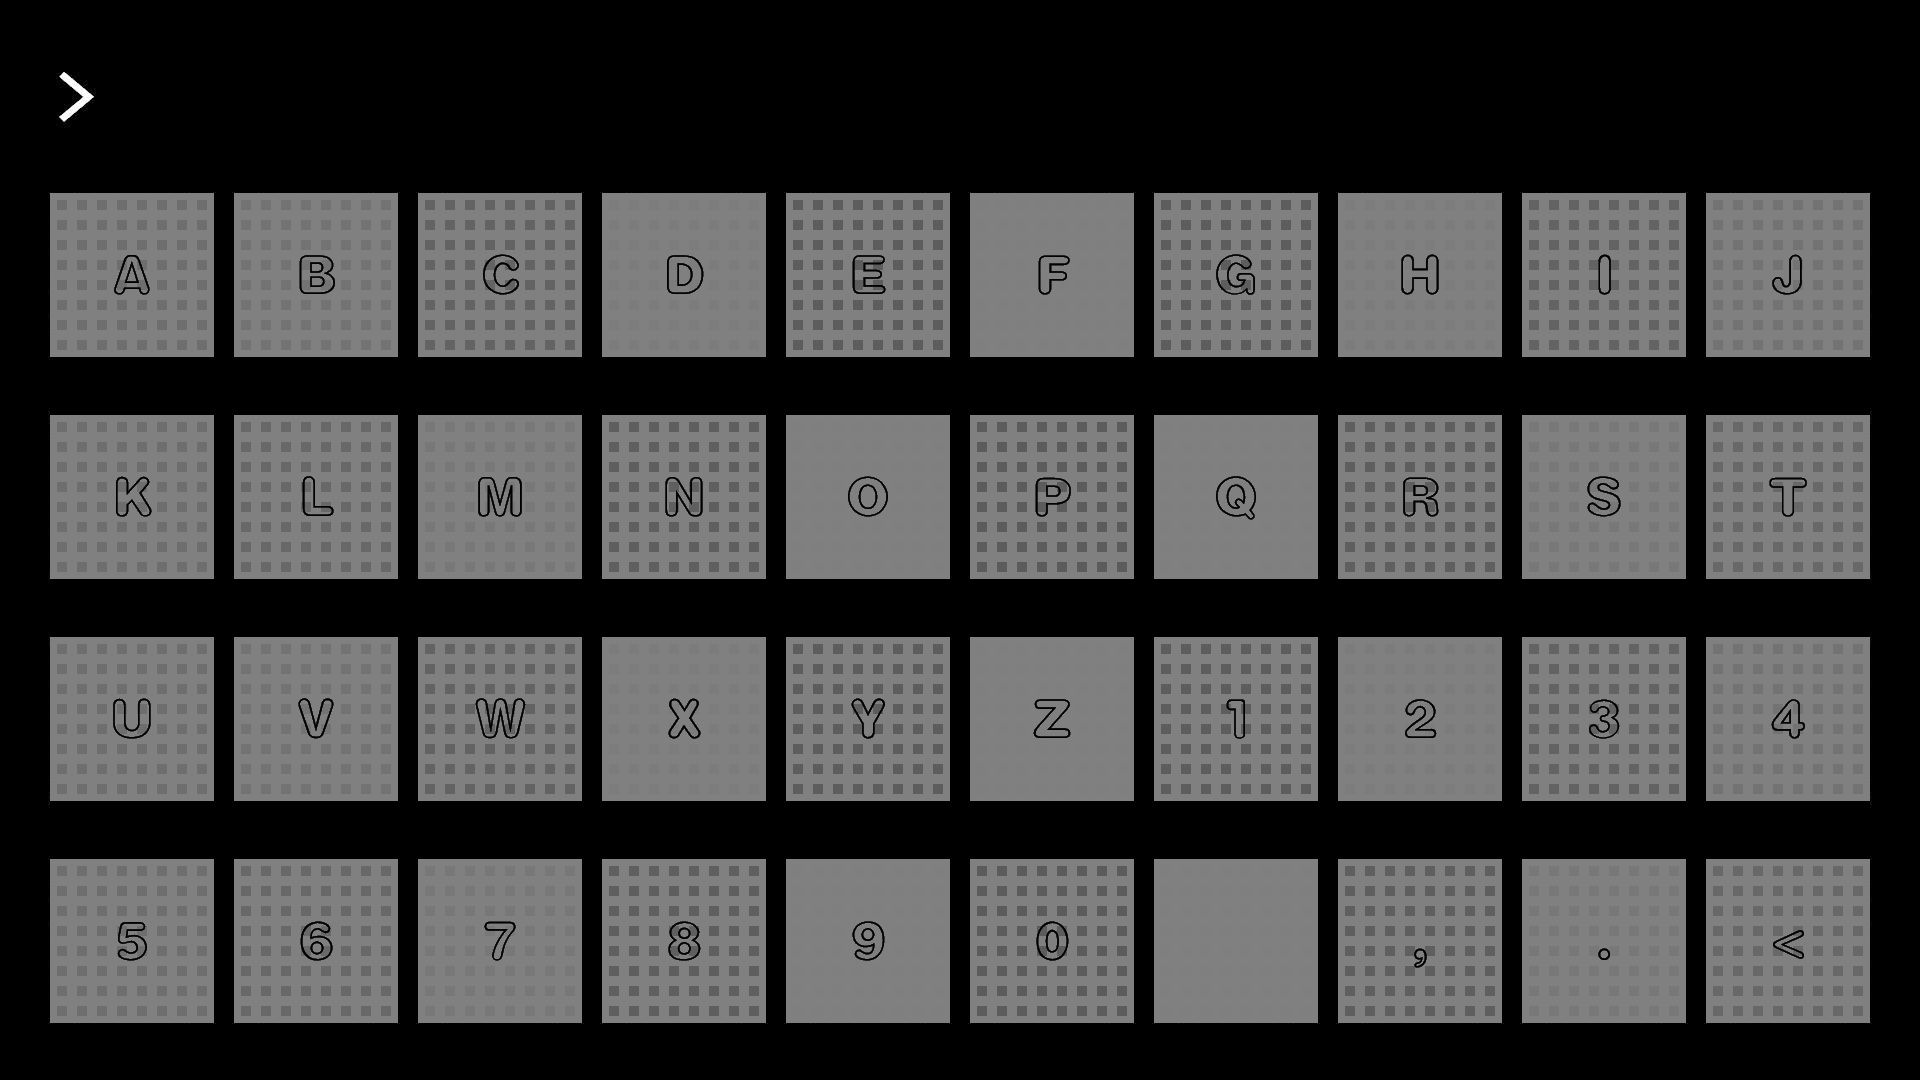 >
A B C D E F G H I J
K L M N O P Q R S T
U V W X Y Z 1 2 3 4
5 6 7 8 9 0 , . <